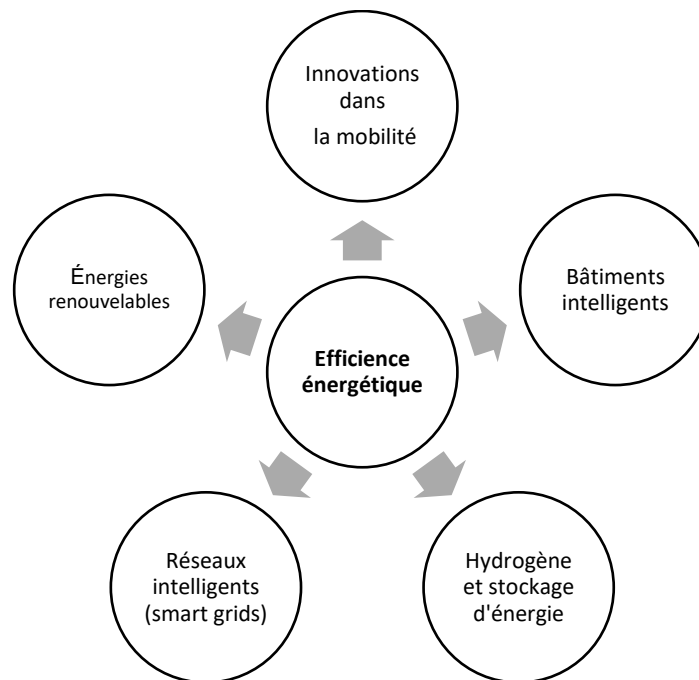 Innovations
dans
la mobilité
Énergies
renouvelables
Bâtiments
intelligents
Efficience
énergétique
Réseaux
intelligents
(smart grids)
Hydrogène
et stockage
d'énergie